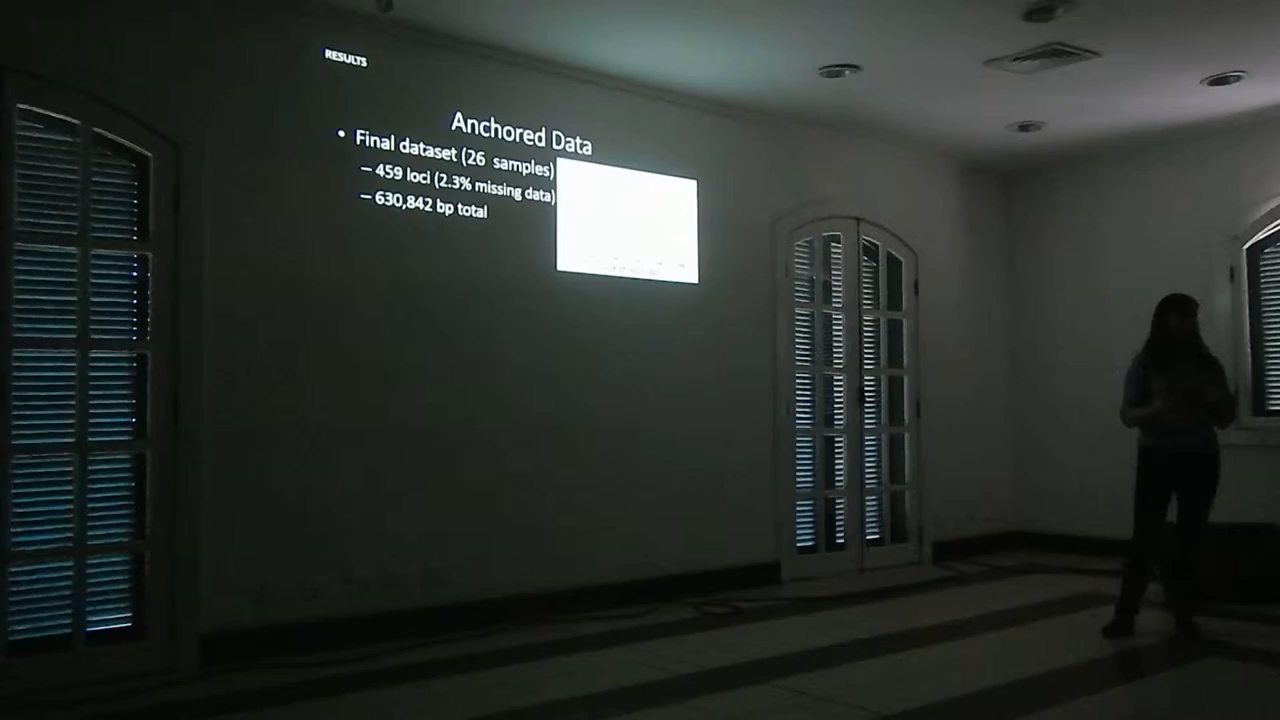 RESULTS
Anchored Data
• Final dataset (26 samples)
– 459 loci (2.3% missing data)
– 630,842 bp total